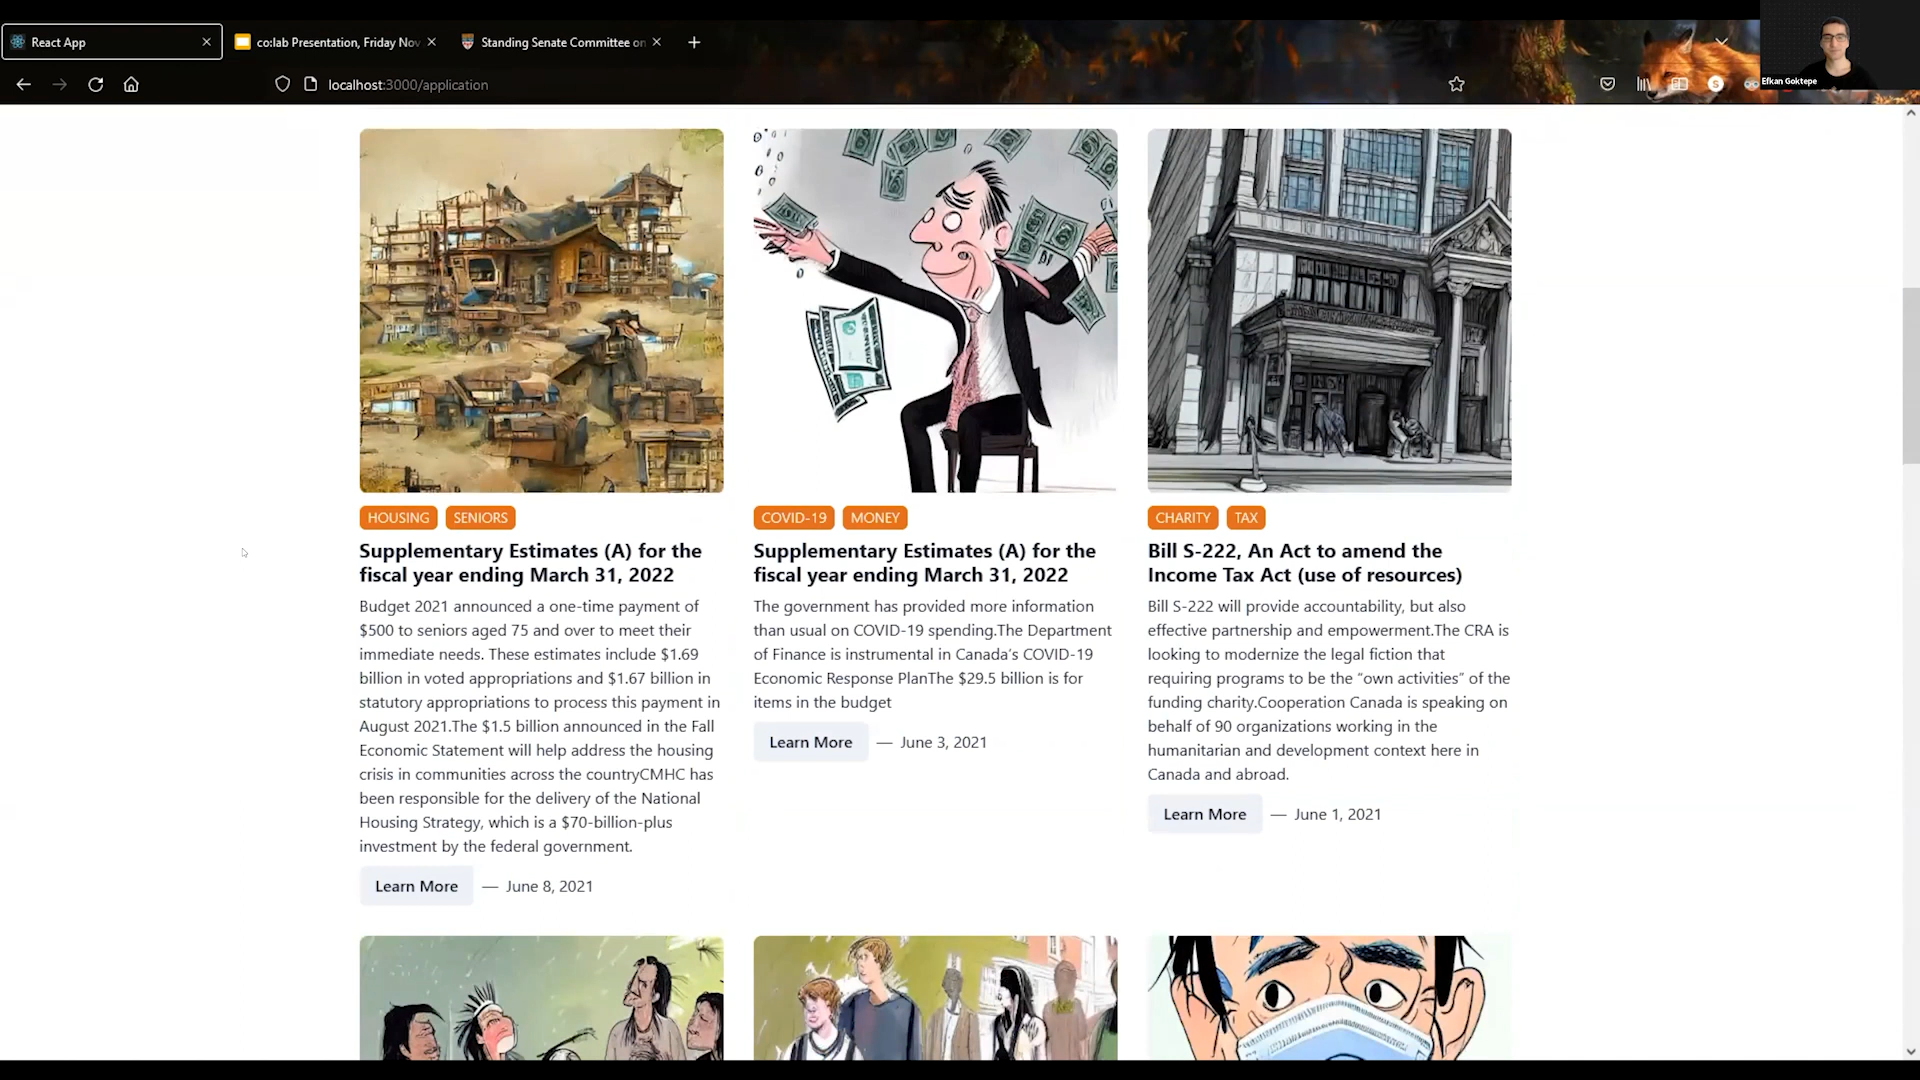 React App
co:lab Presentation, Friday Nov
Standing Senate Committee on
localhost:3000/application
Efkan Goktepe
HOUSING SENIORS
Supplementary Estimates (A) for the
fiscal year ending March 31, 2022
Budget 2021 announced a one-time payment of
$500 to seniors aged 75 and over to meet their
immediate needs. These estimates include $1.69
billion in voted appropriations and $1.67 billion in
statutory appropriations to process this payment in
August 2021.The $1.5 billion announced in the Fall
Economic Statement will help address the housing
crisis in communities across the countryCMHC has
been responsible for the delivery of the National
Housing Strategy, which is a $70-billion-plus
investment by the federal government.
Learn More — June 8, 2021
COVID-19 MONEY
Supplementary Estimates (A) for the
fiscal year ending March 31, 2022
The government has provided more information
than usual on COVID-19 spending.The Department
of Finance is instrumental in Canada's COVID-19
Economic Response PlanThe $29.5 billion is for
items in the budget
Learn More — June 3, 2021
CHARITY TAX
Bill S-222, An Act to amend the
Income Tax Act (use of resources)
Bill S-222 will provide accountability, but also
effective partnership and empowerment.The CRA is
looking to modernize the legal fiction that
requiring programs to be the “own activities” of the
funding charity.Cooperation Canada is speaking on
behalf of 90 organizations working in the
humanitarian and development context here in
Canada and abroad.
Learn More — June 1, 2021